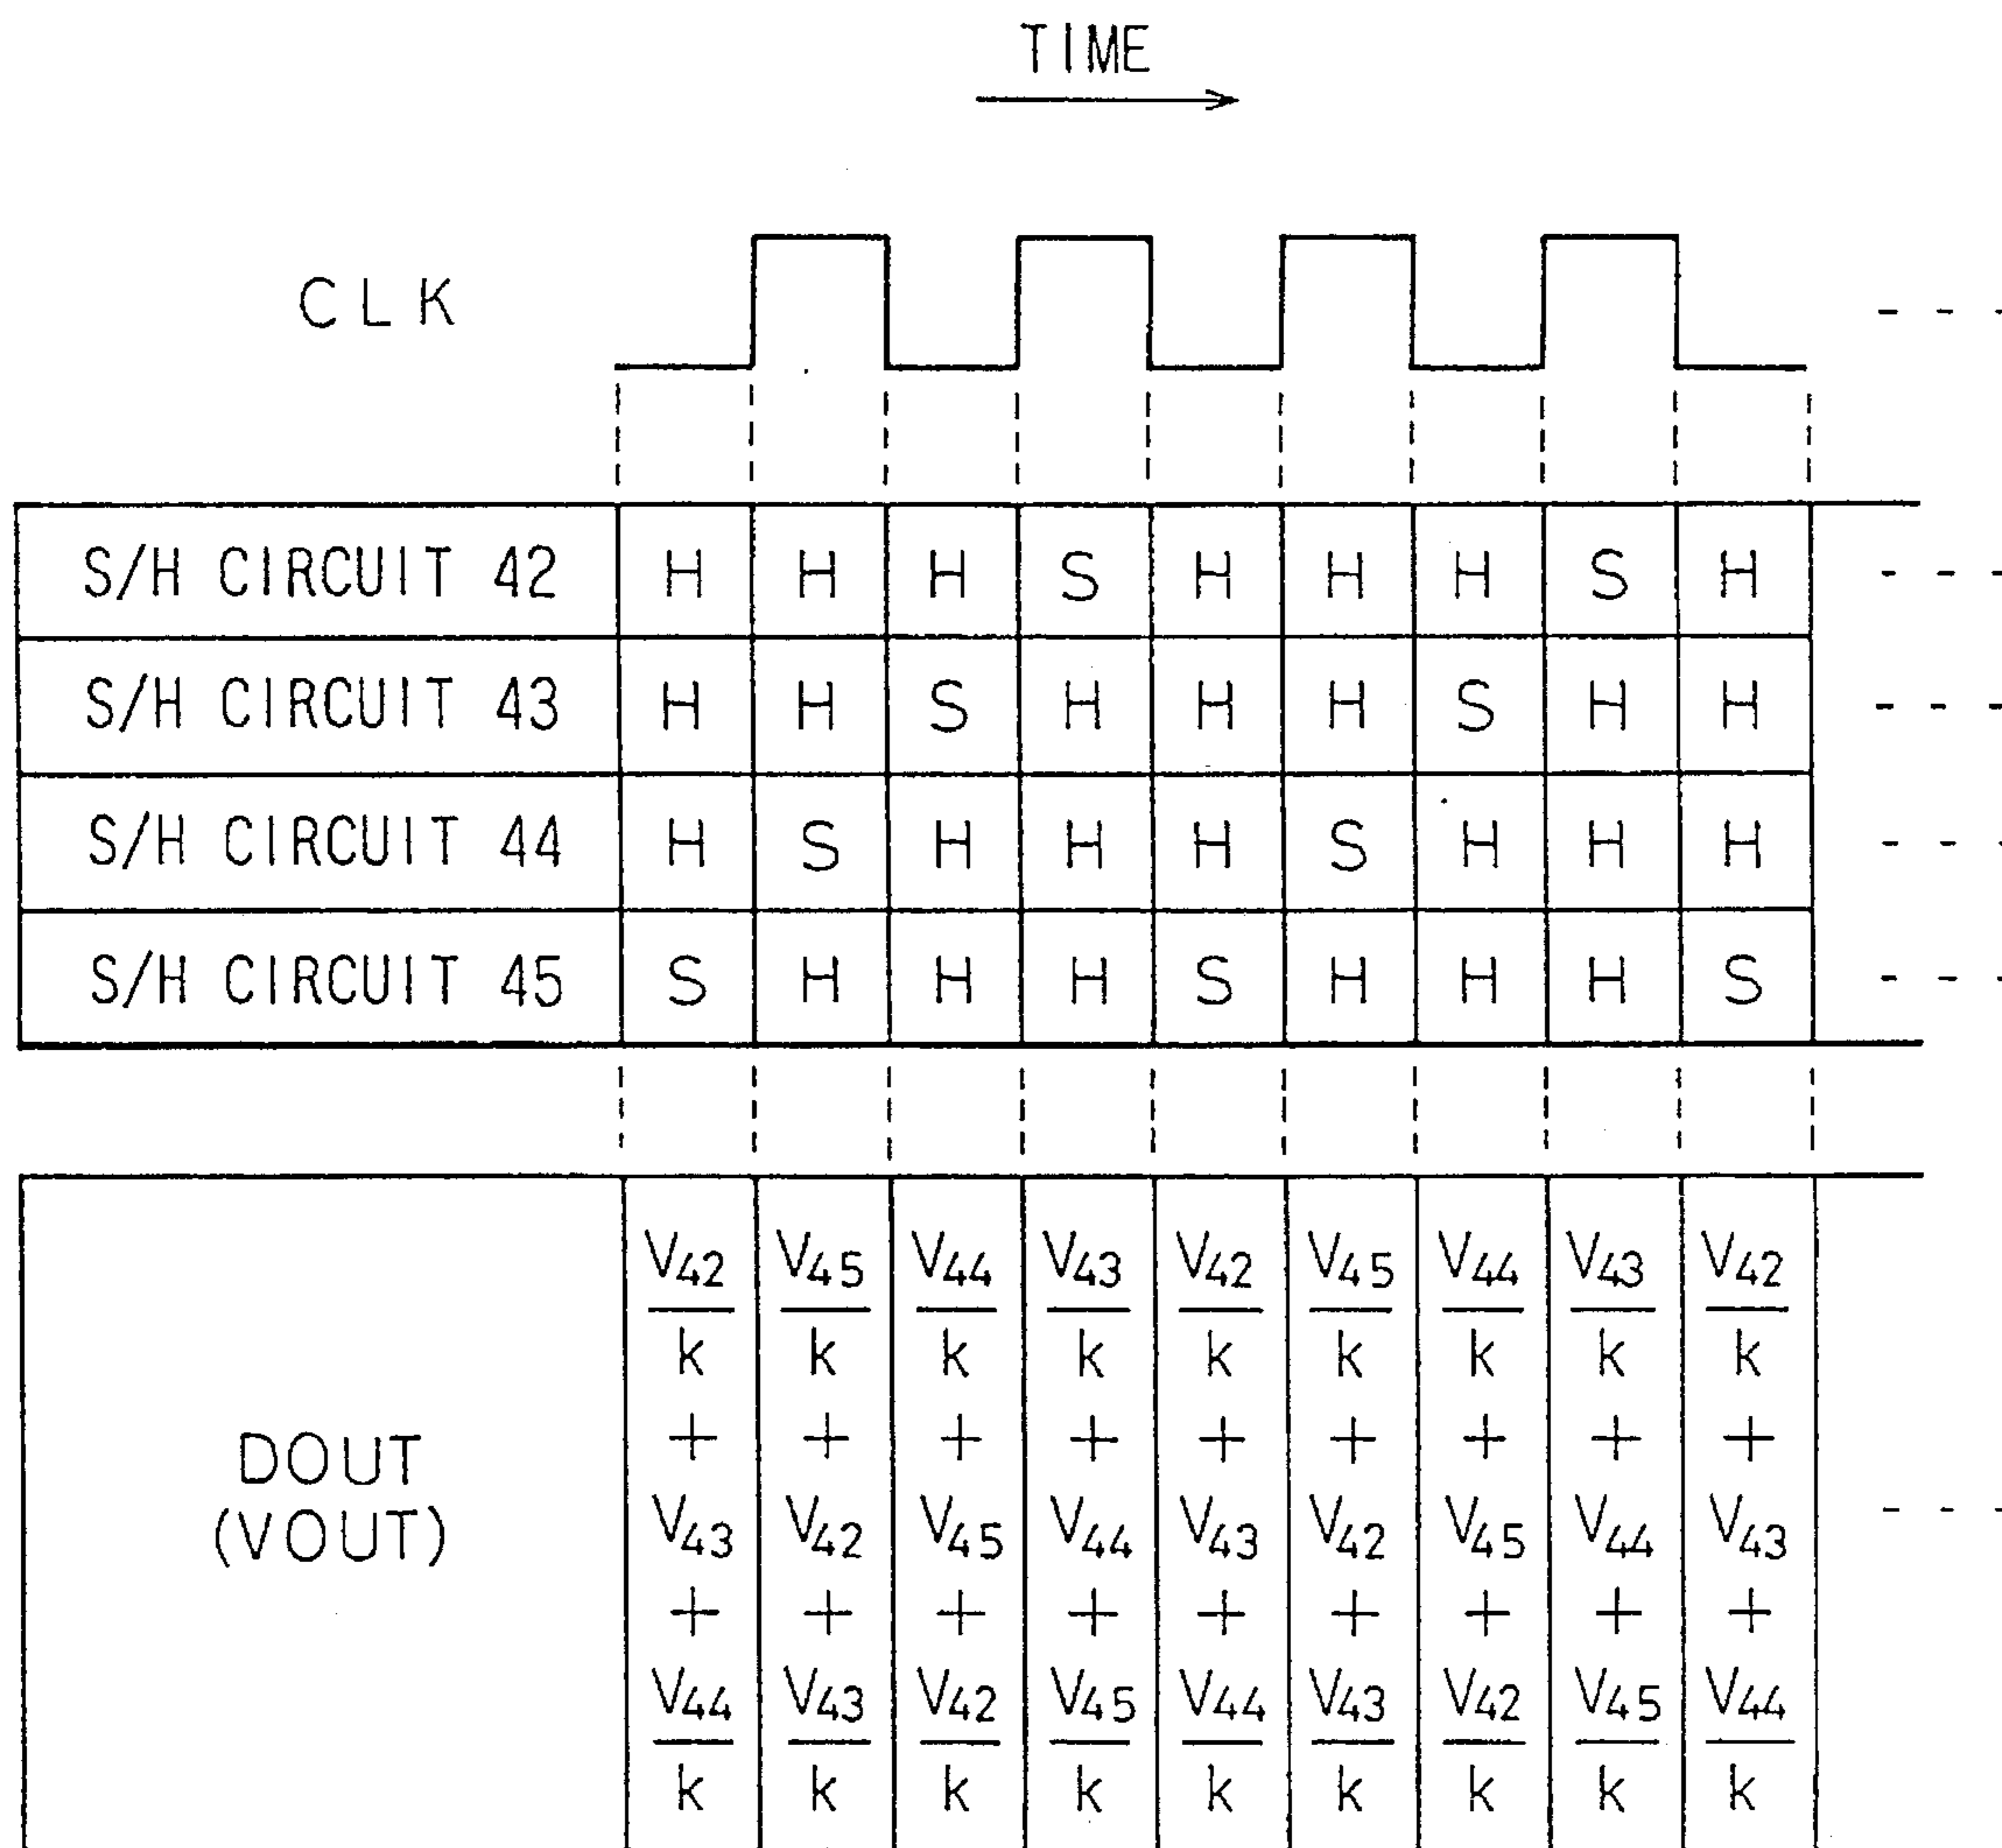 TIME
CLK - - -
S/H CIRCUIT 42 H H H S H H H S H - - -
S/H CIRCUIT 43 H H S H H H S H H - - -
S/H CIRCUIT 44 H S H H H S H H H - - -
S/H CIRCUIT 45 S H H H S H H H S - - -
V42 V45 V44 V43 V42 V45 V44 V43 V42
k k k k k k k k k
+ + + + + + + + +
DOUT
(VOUT) - - -
V43 V42 V45 V44 V43 V42 V45 V44 V43
+ + + + + + + + +
V44 V43 V42 V45 V44 V43 V42 V45 V44
k k k k k k k k k